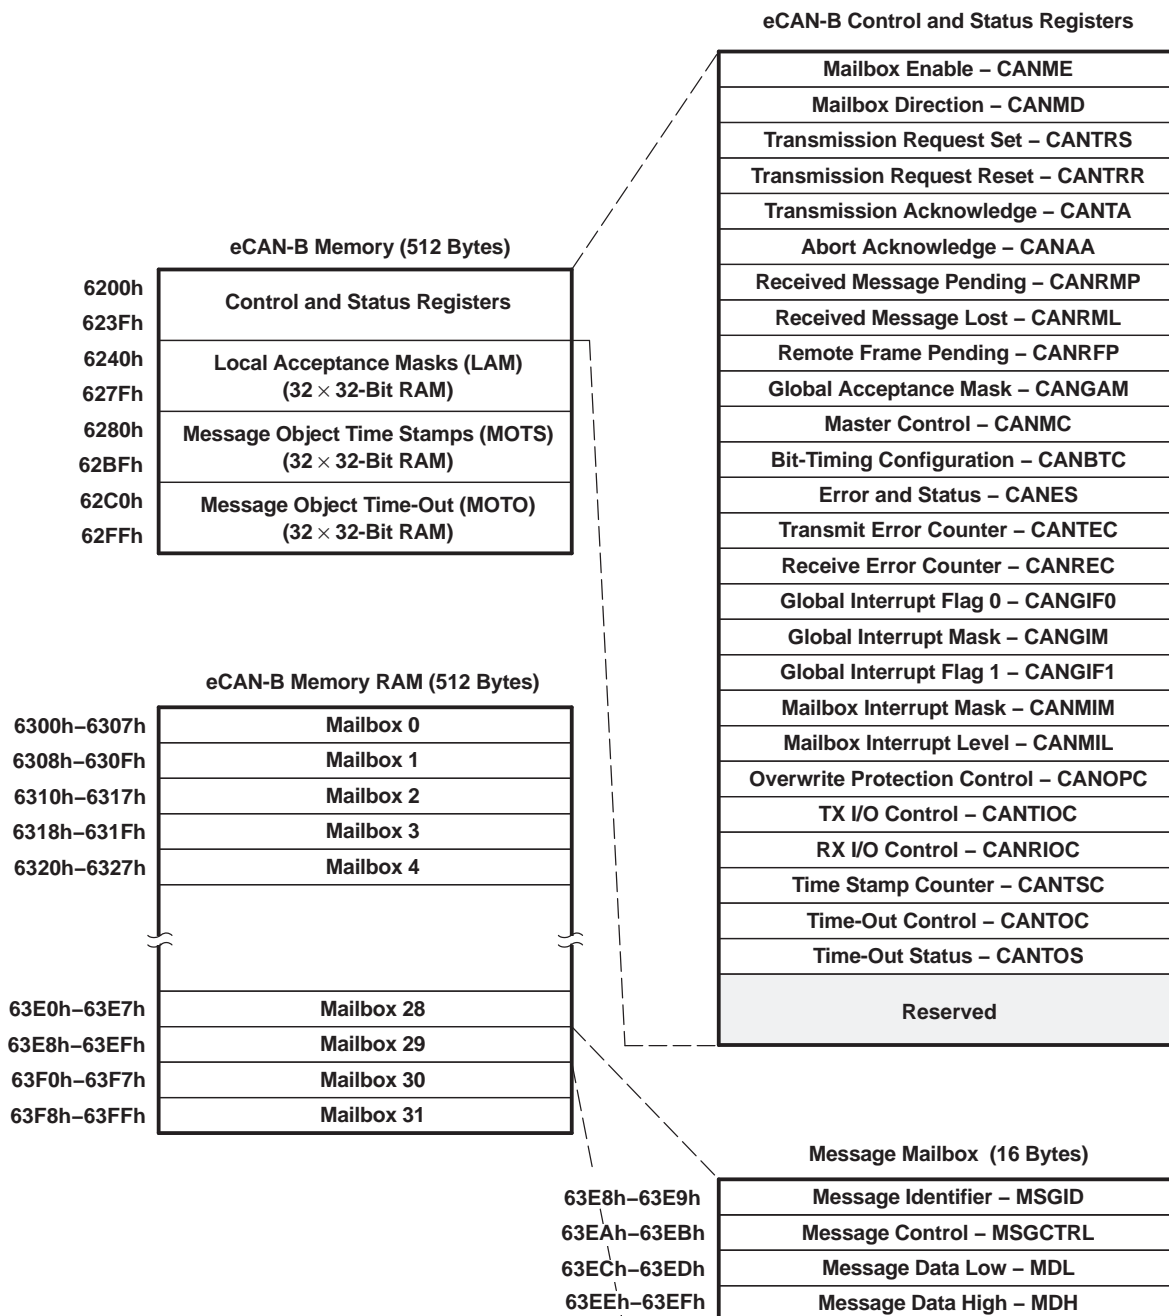 eCAN-B Control and Status Registers
Mailbox Enable – CANME
Mailbox Direction – CANMD
Transmission Request Set – CANTRS
Transmission Request Reset – CANTRR
Transmission Acknowledge – CANTA
Abort Acknowledge – CANAA
Received Message Pending – CANRMP
Received Message Lost – CANRML
Remote Frame Pending – CANRFP
Global Acceptance Mask – CANGAM
Master Control – CANMC
Bit-Timing Configuration – CANBTC
Error and Status – CANES
Transmit Error Counter – CANTEC
Receive Error Counter – CANREC
Global Interrupt Flag 0 – CANGIF0
Global Interrupt Mask – CANGIM
Global Interrupt Flag 1 – CANGIF1
Mailbox Interrupt Mask – CANMIM
Mailbox Interrupt Level – CANMIL
Overwrite Protection Control – CANOPC
TX I/O Control – CANTIOC
RX I/O Control – CANRIOC
Time Stamp Counter – CANTSC
Time-Out Control – CANTOC
Time-Out Status – CANTOS
Reserved
eCAN-B Memory (512 Bytes)
6200h
Control and Status Registers
623Fh
6240h
Local Acceptance Masks (LAM)
(32 × 32-Bit RAM)
627Fh
6280h
Message Object Time Stamps (MOTS)
(32 × 32-Bit RAM)
62BFh
62C0h
Message Object Time-Out (MOTO)
(32 × 32-Bit RAM)
62FFh
eCAN-B Memory RAM (512 Bytes)
6300h–6307h Mailbox 0
6308h–630Fh Mailbox 1
6310h–6317h Mailbox 2
6318h–631Fh Mailbox 3
6320h–6327h Mailbox 4
63E0h–63E7h Mailbox 28
63E8h–63EFh Mailbox 29
63F0h–63F7h Mailbox 30
63F8h–63FFh Mailbox 31
Message Mailbox (16 Bytes)
63E8h–63E9h Message Identifier – MSGID
63EAh–63EBh Message Control – MSGCTRL
63ECh–63EDh Message Data Low – MDL
63EEh–63EFh Message Data High – MDH